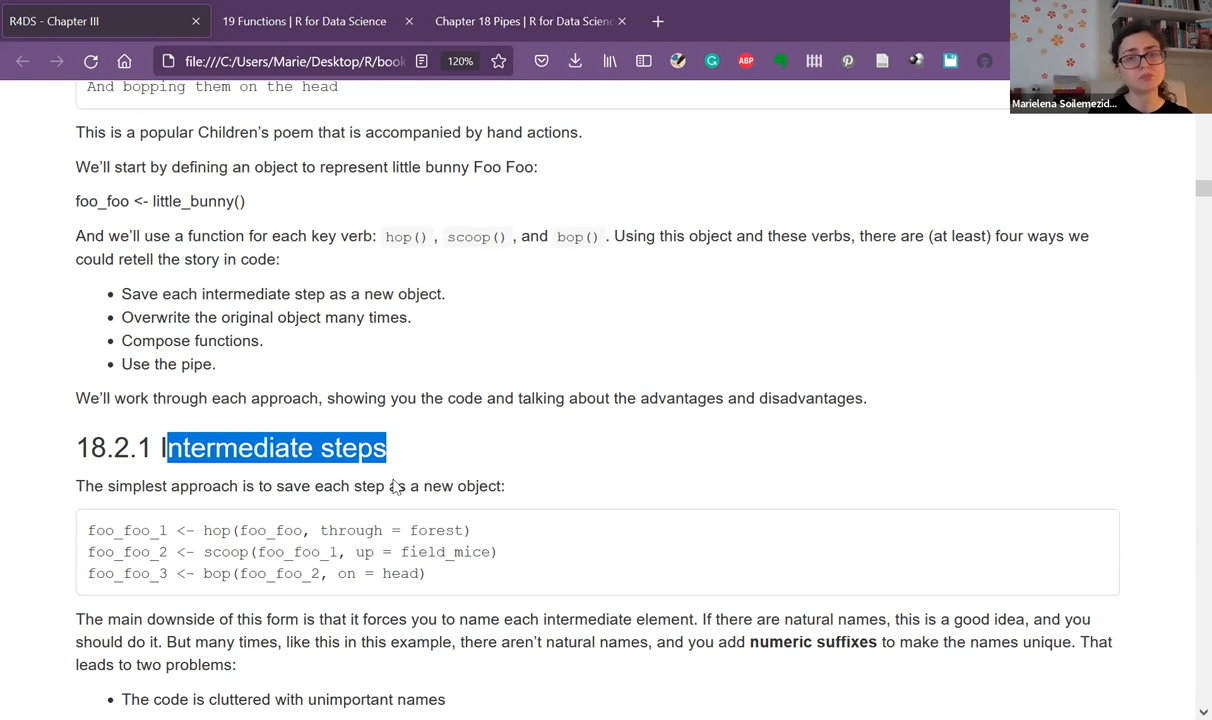 R4DS - Chapter III
19 Functions | R for Data Science
Chapter 18 Pipes | R for Data Scienc
file:///C:/Users/Marie/Desktop/R/book
120%
ABP
Marielena Soilemezid...
And bopping them on the head
This is a popular Children's poem that is accompanied by hand actions.
We'll start by defining an object to represent little bunny Foo Foo:
foo_foo <- little_bunny()
And we'll use a function for each key verb: hop() , scoop() , and bop() . Using this object and these verbs, there are (at least) four ways we
could retell the story in code:
• Save each intermediate step as a new object.
• Overwrite the original object many times.
• Compose functions.
• Use the pipe.
We'll work through each approach, showing you the code and talking about the advantages and disadvantages.
18.2.1 Intermediate steps
The simplest approach is to save each step as a new object:
foo_foo_1 <- hop(foo_foo, through = forest)
foo_foo_2 <- scoop(foo_foo_1, up = field_mice)
foo_foo_3 <- bop(foo_foo_2, on = head)
The main downside of this form is that it forces you to name each intermediate element. If there are natural names, this is a good idea, and you
should do it. But many times, like this in this example, there aren't natural names, and you add numeric suffixes to make the names unique. That
leads to two problems:
• The code is cluttered with unimportant names